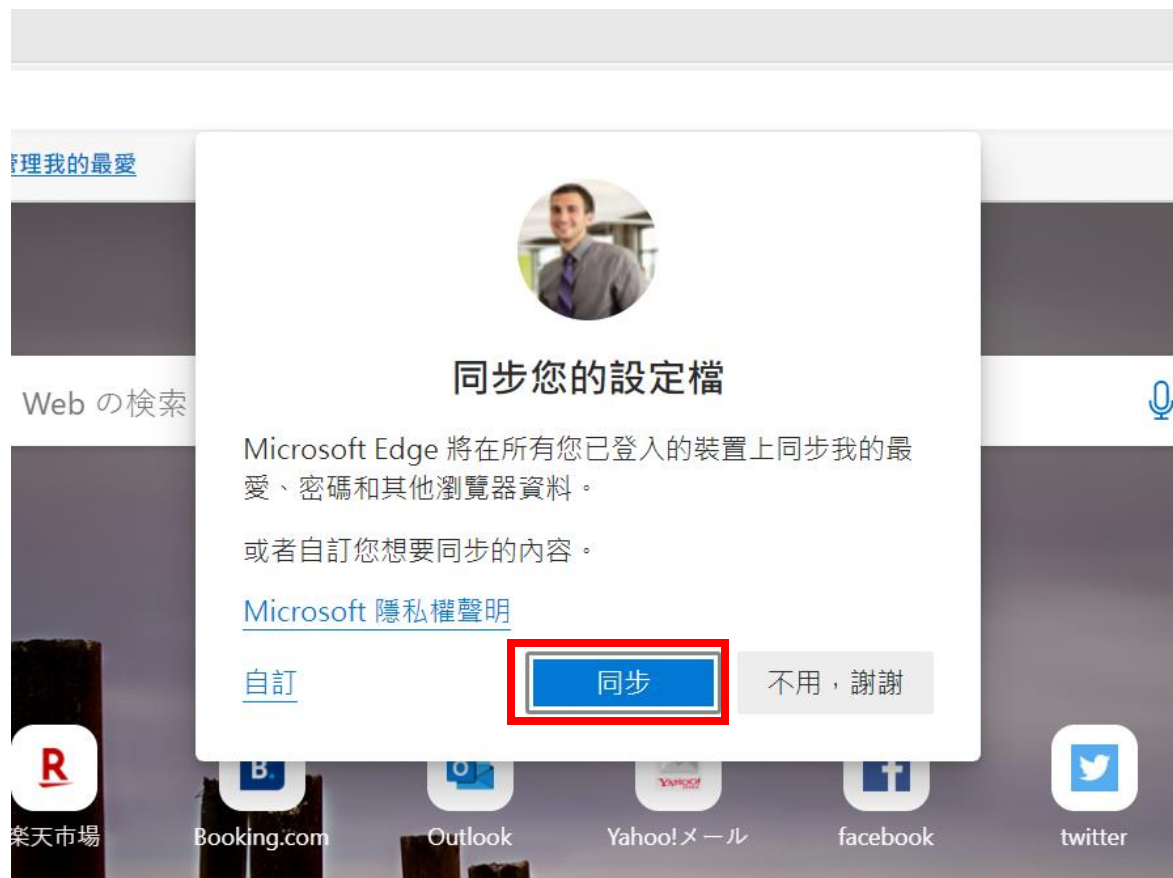 管理我的最愛
同步您的設定檔
Web の検索
Microsoft Edge 將在所有您已登入的裝置上同步我的最
愛、密碼和其他瀏覽器資料。
或者自訂您想要同步的內容。
Microsoft 隱私權聲明
自訂
同步
不用，謝謝
R
B.
YAHOO!
楽天市場
Booking.com
Outlook
Yahoo!メール
facebook
twitter